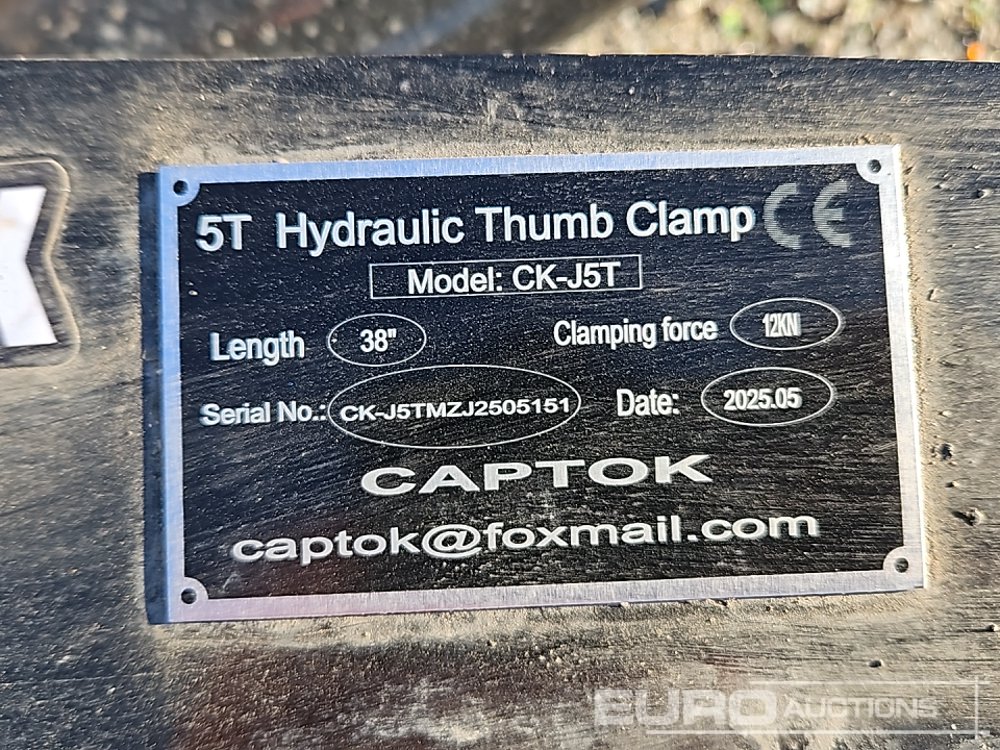 5T Hydraulic Thumb Clamp CE
Model: CK-J5T
Length 38" Clamping force 12KN
Serial No.: CK-J5TMZJ2505151 Date: 2025.05
CAPTOK
captok@foxmail.com
K
EURO AUCTIONS